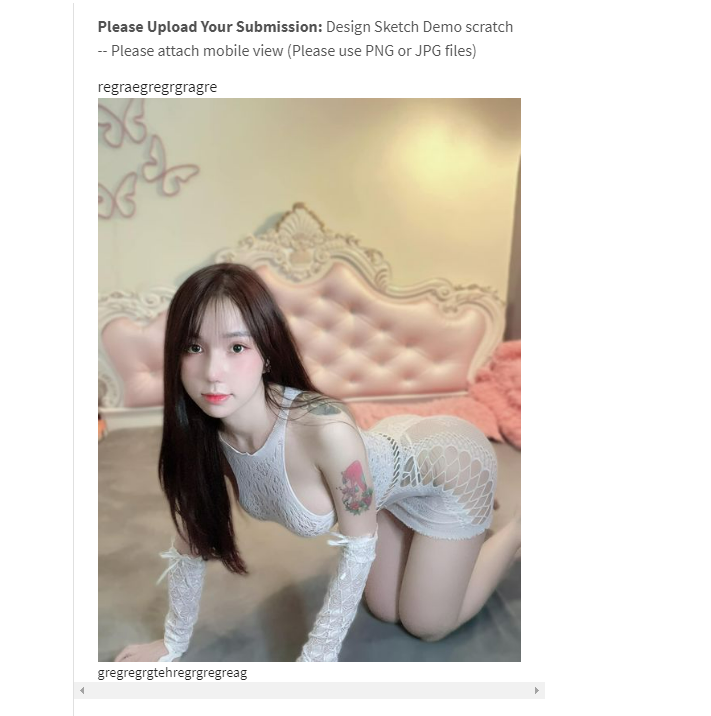 Please Upload Your Submission: Design Sketch Demo scratch
-- Please attach mobile view (Please use PNG or JPG files)
regraegregrgragre
gregregrgtehregrgregreag